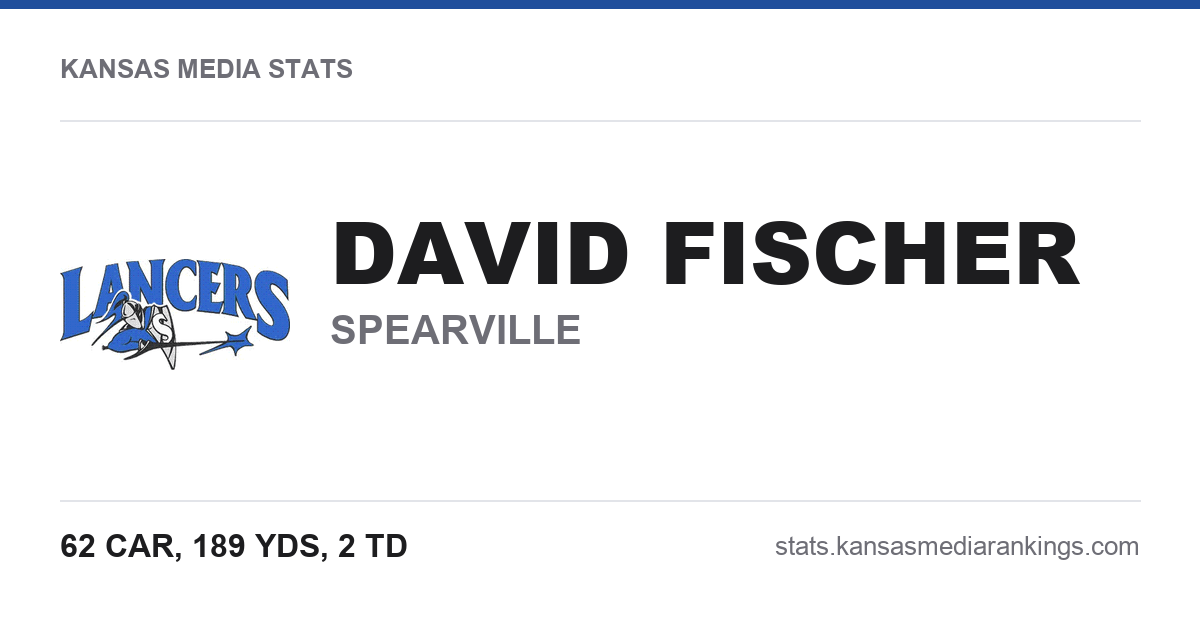 KANSAS MEDIA STATS
DAVID FISCHER
LANCERS
S
SPEARVILLE
62 CAR, 189 YDS, 2 TD
stats.kansasmediarankings.com